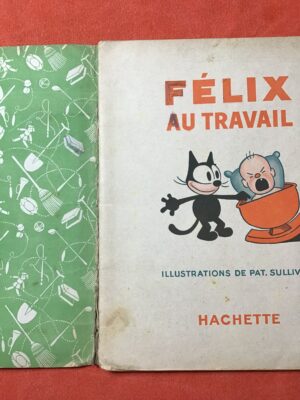 FÉLIX
AU TRAVAIL
ILLUSTRATIONS DE PAT. SULLIV
HACHETTE